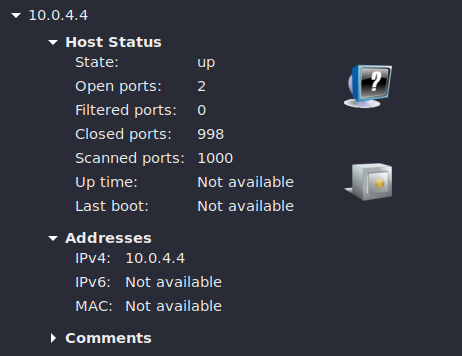 10.0.4.4
Host Status
State: up
Open ports: 2
Filtered ports: 0
Closed ports: 998
Scanned ports: 1000
Up time: Not available
Last boot: Not available
Addresses
IPv4: 10.0.4.4
IPv6: Not available
MAC: Not available
Comments
?